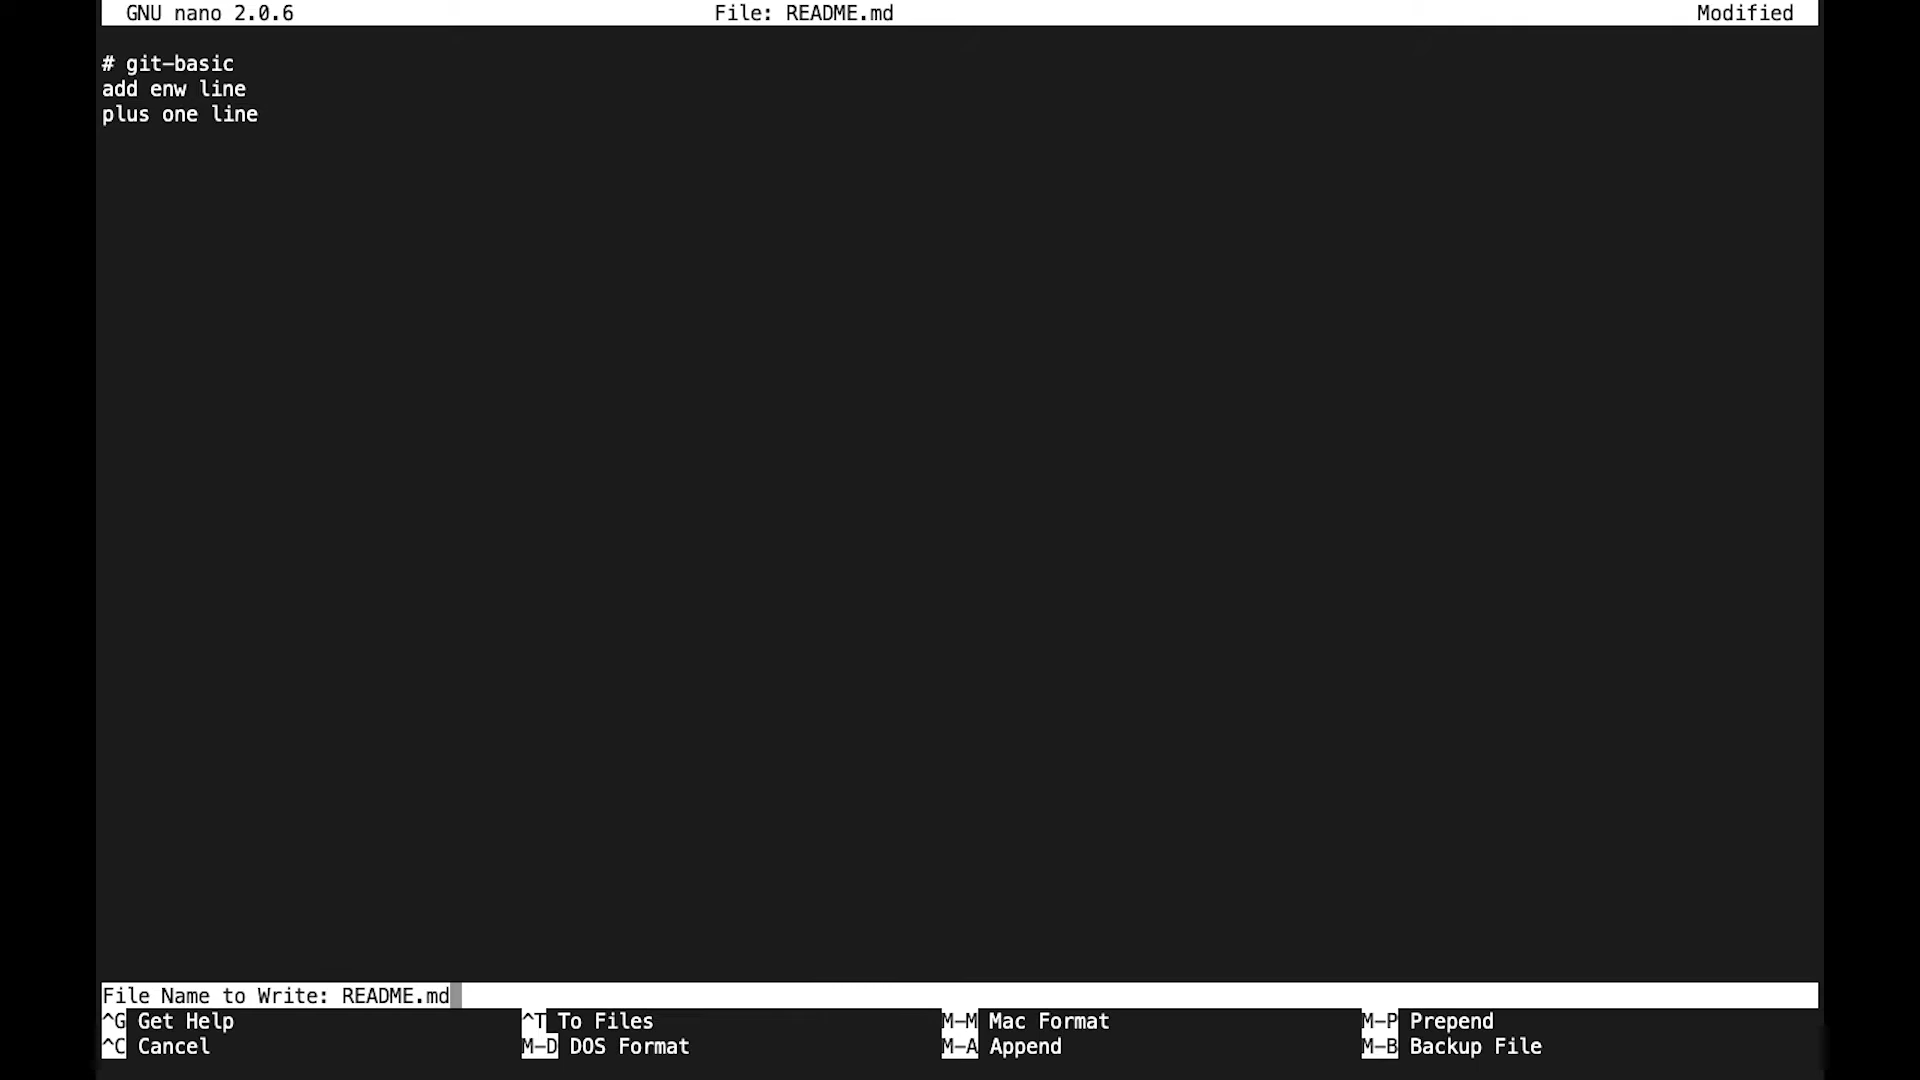 GNU nano 2.0.6 File: README.md Modified
# git-basic
add enw line
plus one line
File Name to Write: README.md
^G Get Help ^T To Files M-M Mac Format M-P Prepend
^C Cancel M-D DOS Format M-A Append M-B Backup File